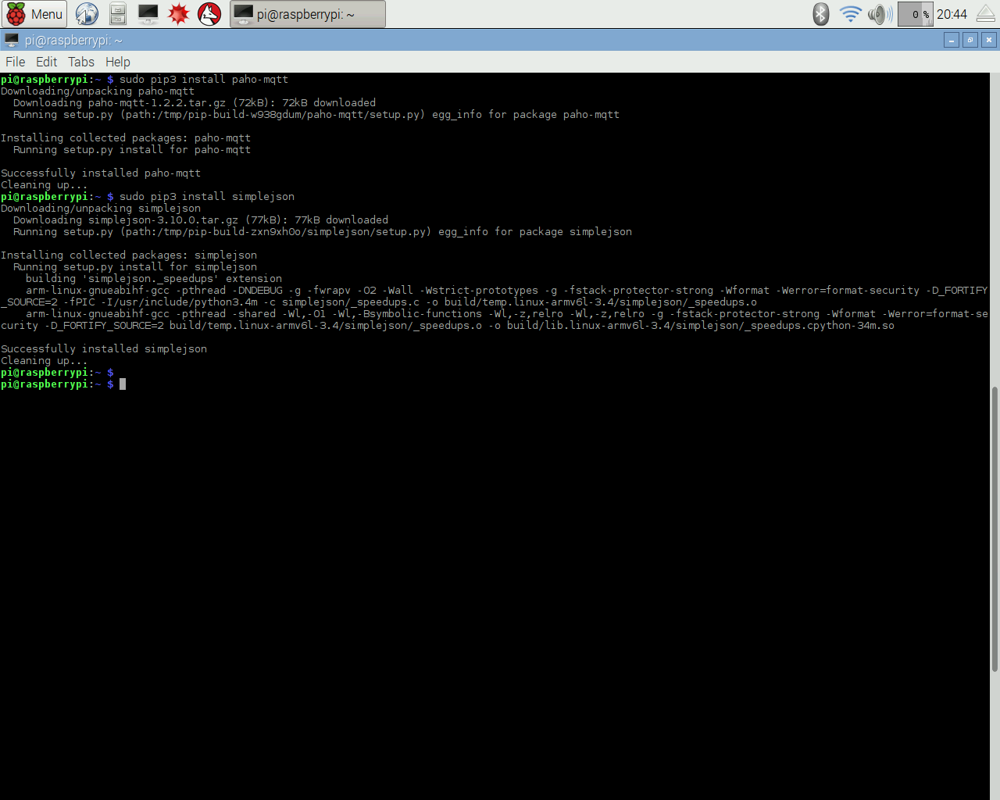 Menu
pi@raspberrypi: ~
0 %
20:44
pi@raspberrypi: ~
File Edit Tabs Help
pi@raspberrypi:~ $ sudo pip3 install paho-mqtt
Downloading/unpacking paho-mqtt
  Downloading paho-mqtt-1.2.2.tar.gz (72kB): 72kB downloaded
  Running setup.py (path:/tmp/pip-build-w938gdum/paho-mqtt/setup.py) egg_info for package paho-mqtt
Installing collected packages: paho-mqtt
  Running setup.py install for paho-mqtt
Successfully installed paho-mqtt
Cleaning up...
pi@raspberrypi:~ $ sudo pip3 install simplejson
Downloading/unpacking simplejson
  Downloading simplejson-3.10.0.tar.gz (77kB): 77kB downloaded
  Running setup.py (path:/tmp/pip-build-zxn9xh0o/simplejson/setup.py) egg_info for package simplejson
Installing collected packages: simplejson
  Running setup.py install for simplejson
    building 'simplejson._speedups' extension
    arm-linux-gnueabihf-gcc -pthread -DNDEBUG -g -fwrapv -O2 -Wall -Wstrict-prototypes -g -fstack-protector-strong -Wformat -Werror=format-security -D_FORTIFY
_SOURCE=2 -fPIC -I/usr/include/python3.4m -c simplejson/_speedups.c -o build/temp.linux-armv6l-3.4/simplejson/_speedups.o
    arm-linux-gnueabihf-gcc -pthread -shared -Wl,-O1 -Wl,-Bsymbolic-functions -Wl,-z,relro -Wl,-z,relro -g -fstack-protector-strong -Wformat -Werror=format-se
curity -D_FORTIFY_SOURCE=2 build/temp.linux-armv6l-3.4/simplejson/_speedups.o -o build/lib.linux-armv6l-3.4/simplejson/_speedups.cpython-34m.so
Successfully installed simplejson
Cleaning up...
pi@raspberrypi:~ $
pi@raspberrypi:~ $